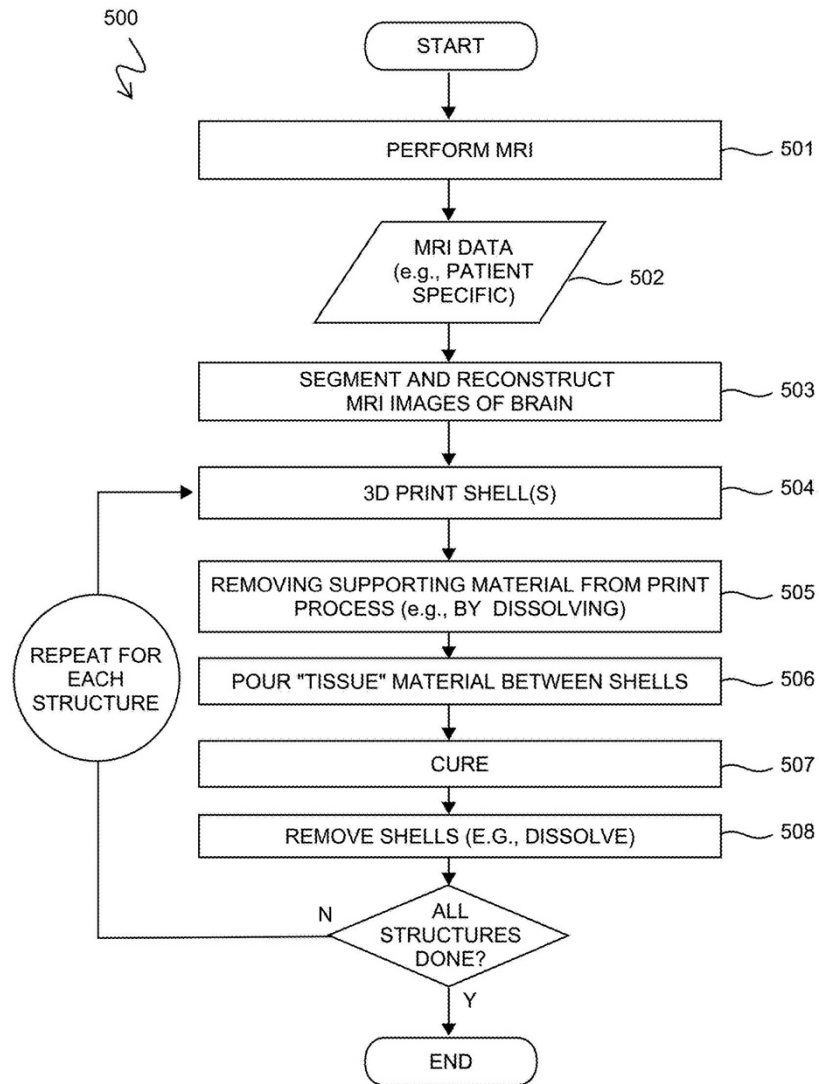 500
START
PERFORM MRI
501
MRI DATA
(e.g., PATIENT
SPECIFIC)
502
SEGMENT AND RECONSTRUCT
MRI IMAGES OF BRAIN
503
3D PRINT SHELL(S)
504
REMOVING SUPPORTING MATERIAL FROM PRINT
PROCESS (e.g., BY DISSOLVING)
505
REPEAT FOR
EACH
STRUCTURE
POUR "TISSUE" MATERIAL BETWEEN SHELLS
506
CURE
507
REMOVE SHELLS (E.G., DISSOLVE)
508
N
ALL
STRUCTURES
DONE?
Y
END